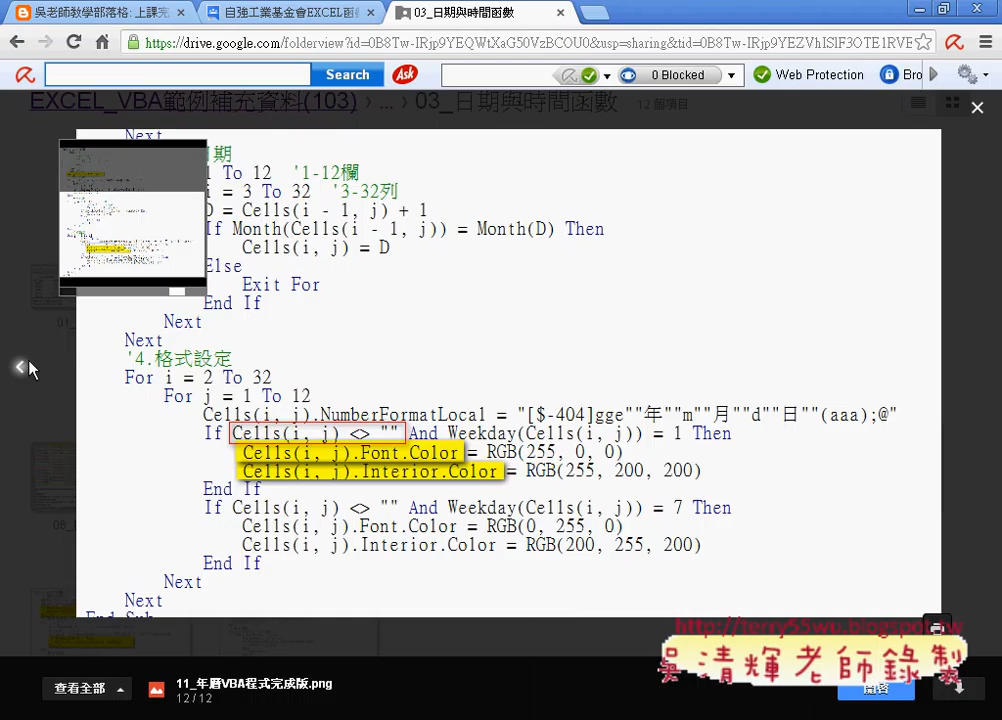 吳老師教學部落格: 上課完
自強工業基金會EXCEL函
03_日期與時間函數
https://drive.google.com/folderview?id=0B8Tw-IRjp9YEQWtXaG50VzBCOU0&usp=sharing&tid=0B8Tw-IRjp9YEZVhISlF3OTE1RVE
Search
Ask
0 Blocked
Web Protection
Bro
EXCEL_VBA範例補充資料(103) › ... › 03_日期與時間函數 12 個項目
Next
期
1 To 12 '1-12欄
i = 3 To 32 '3-32列
D = Cells(i - 1, j) + 1
If Month(Cells(i - 1, j)) = Month(D) Then
Cells(i, j) = D
Else
Exit For
End If
Next
Next
'4.格式設定
For i = 2 To 32
For j = 1 To 12
Cells(i, j).NumberFormatLocal = "[$-404]gge""年""m""月""d""日""(aaa);@"
If Cells(i, j) <> "" And Weekday(Cells(i, j)) = 1 Then
Cells(i, j).Font.Color = RGB(255, 0, 0)
Cells(i, j).Interior.Color = RGB(255, 200, 200)
End If
If Cells(i, j) <> "" And Weekday(Cells(i, j)) = 7 Then
Cells(i, j).Font.Color = RGB(0, 255, 0)
Cells(i, j).Interior.Color = RGB(200, 255, 200)
End If
Next
Next
End Sub
http://terry55wu.blogspot.tw
吳清輝老師錄製
查看全部
11_年曆VBA程式完成版.png
12/12